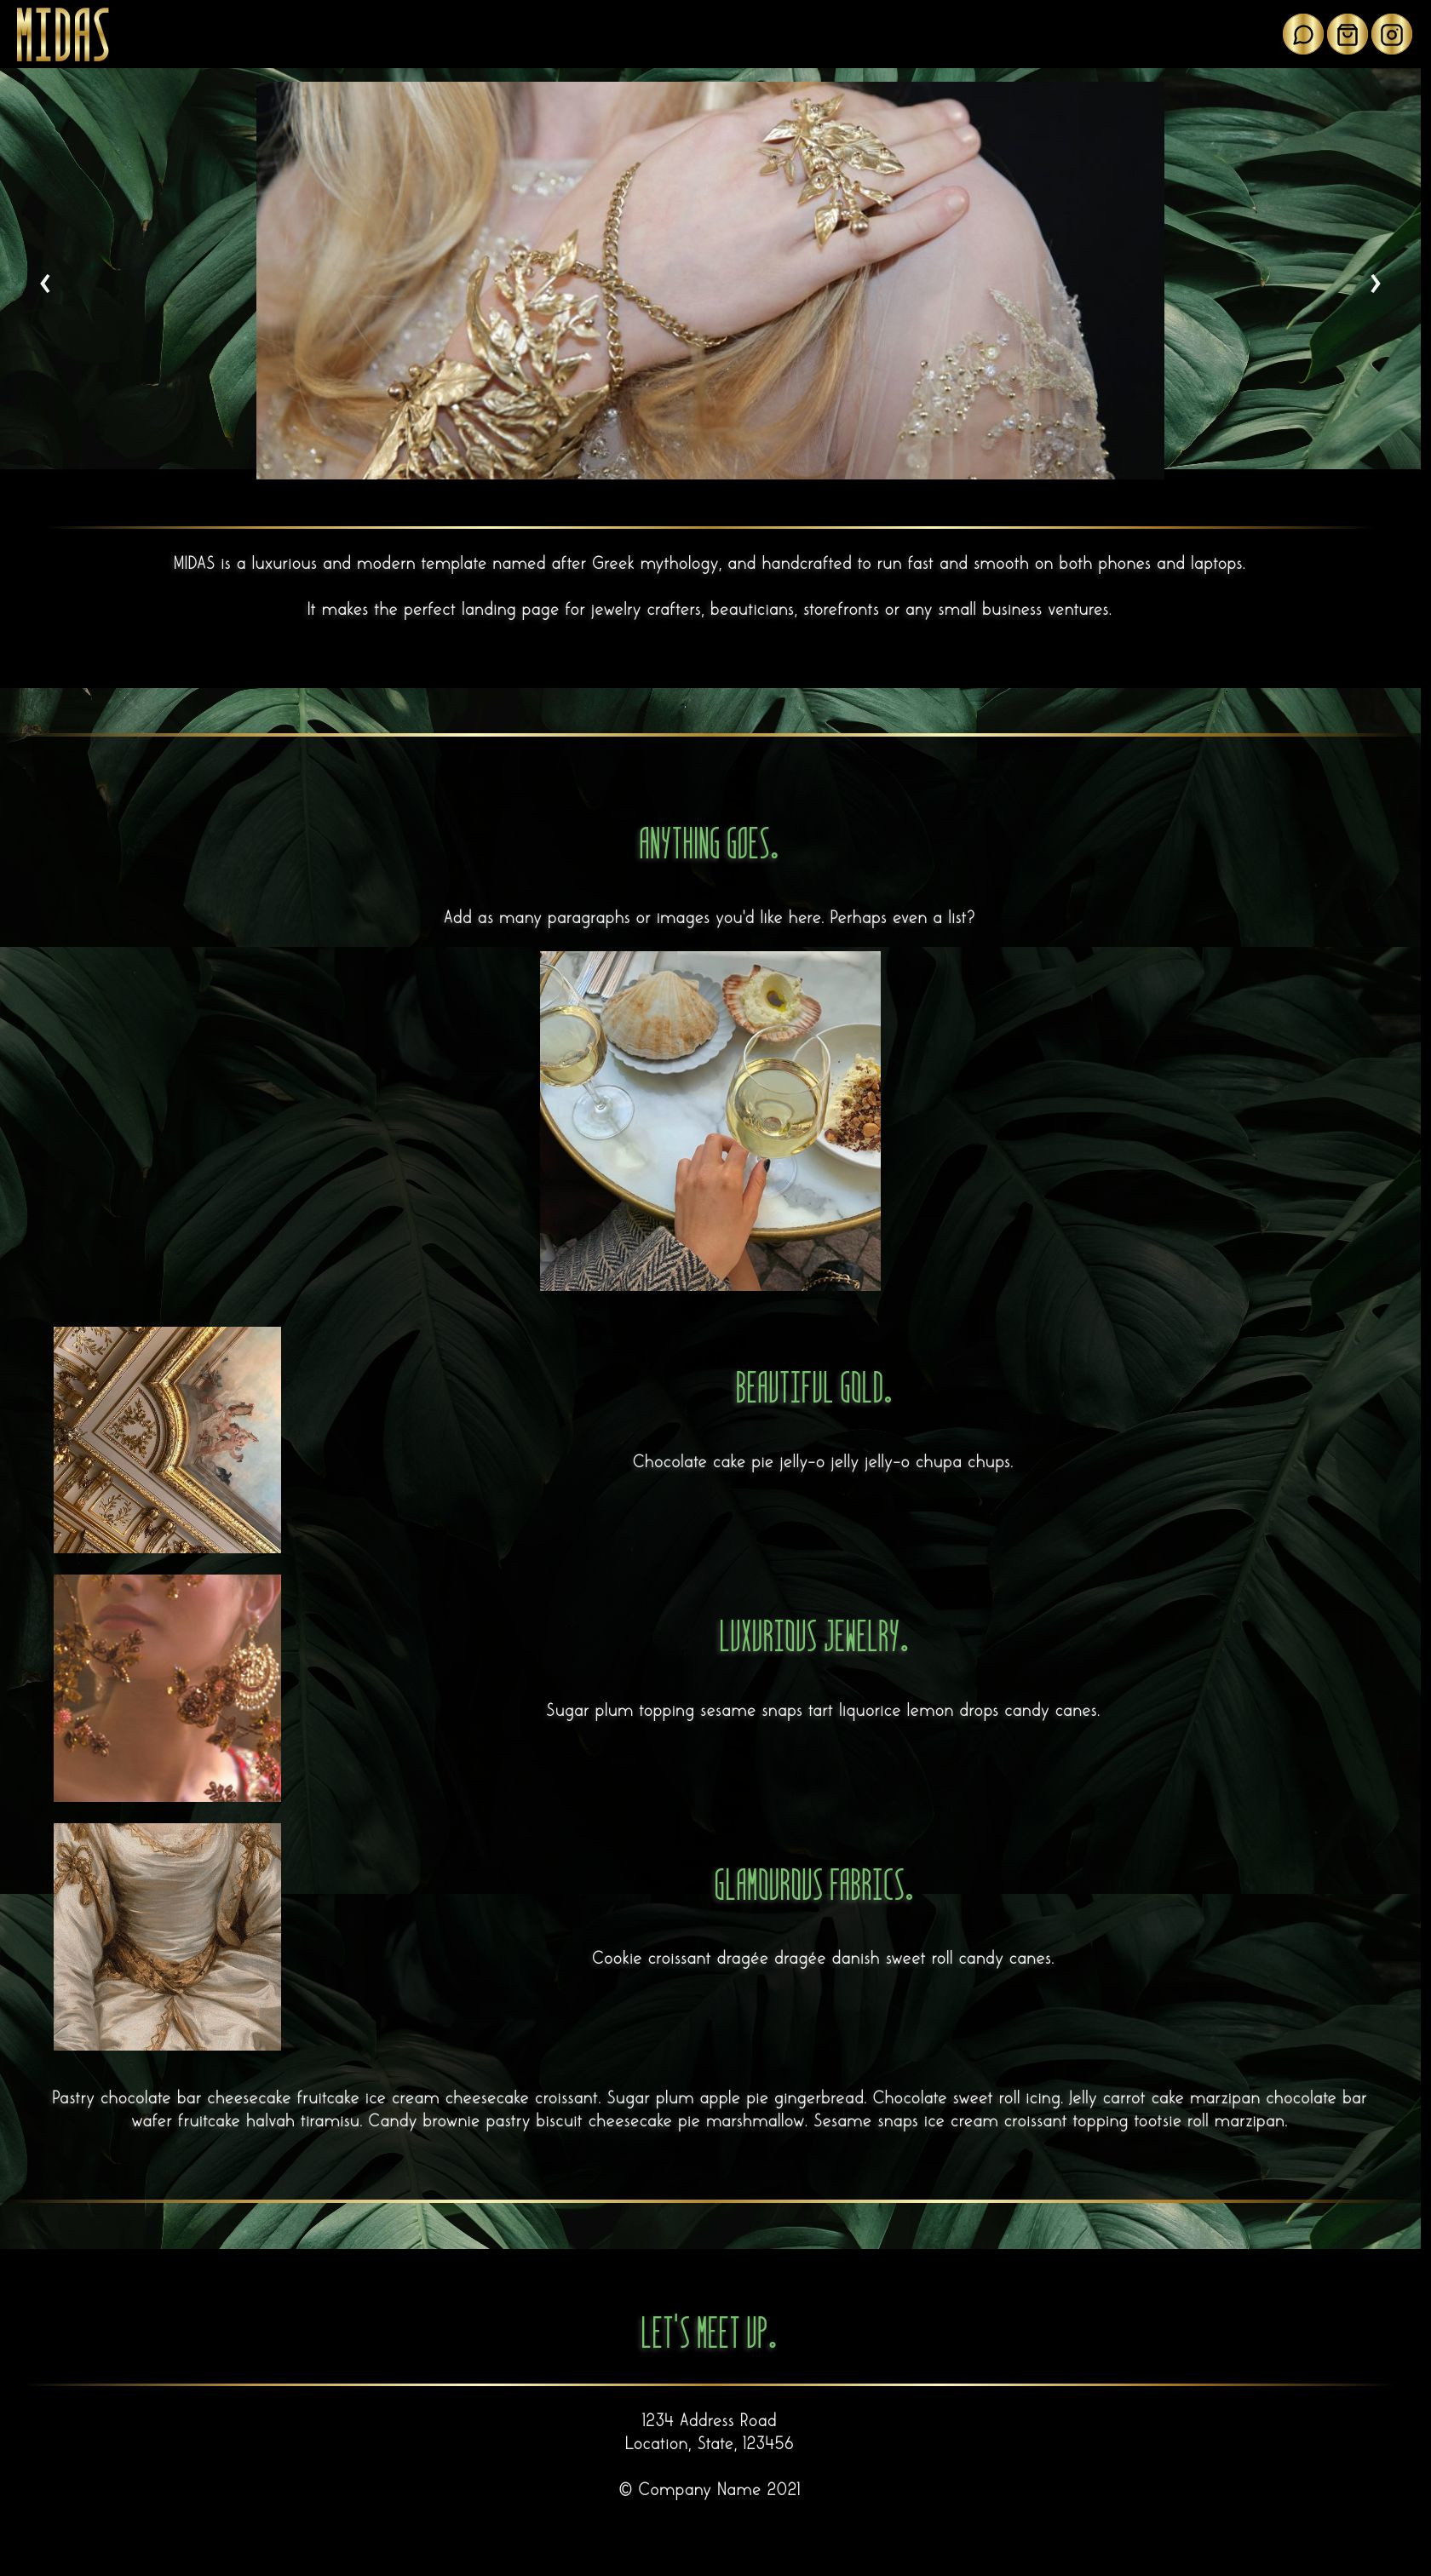 MIDAS
MIDAS is a luxurious and modern template named after Greek mythology, and handcrafted to run fast and smooth on both phones and laptops.
It makes the perfect landing page for jewelry crafters, beauticians, storefronts or any small business ventures.
ANYTHING GOES.
Add as many paragraphs or images you'd like here. Perhaps even a list?
BEAUTIFUL GOLD.
Chocolate cake pie jelly-o jelly jelly-o chupa chups.
LUXURIOUS JEWELRY.
Sugar plum topping sesame snaps tart liquorice lemon drops candy canes.
GLAMOUROUS FABRICS.
Cookie croissant dragée dragée danish sweet roll candy canes.
Pastry chocolate bar cheesecake fruitcake ice cream cheesecake croissant. Sugar plum apple pie gingerbread. Chocolate sweet roll icing. Jelly carrot cake marzipan chocolate bar
wafer fruitcake halvah tiramisu. Candy brownie pastry biscuit cheesecake pie marshmallow. Sesame snaps ice cream croissant topping tootsie roll marzipan.
LET'S MEET UP.
1234 Address Road
Location, State, 123456
© Company Name 2021